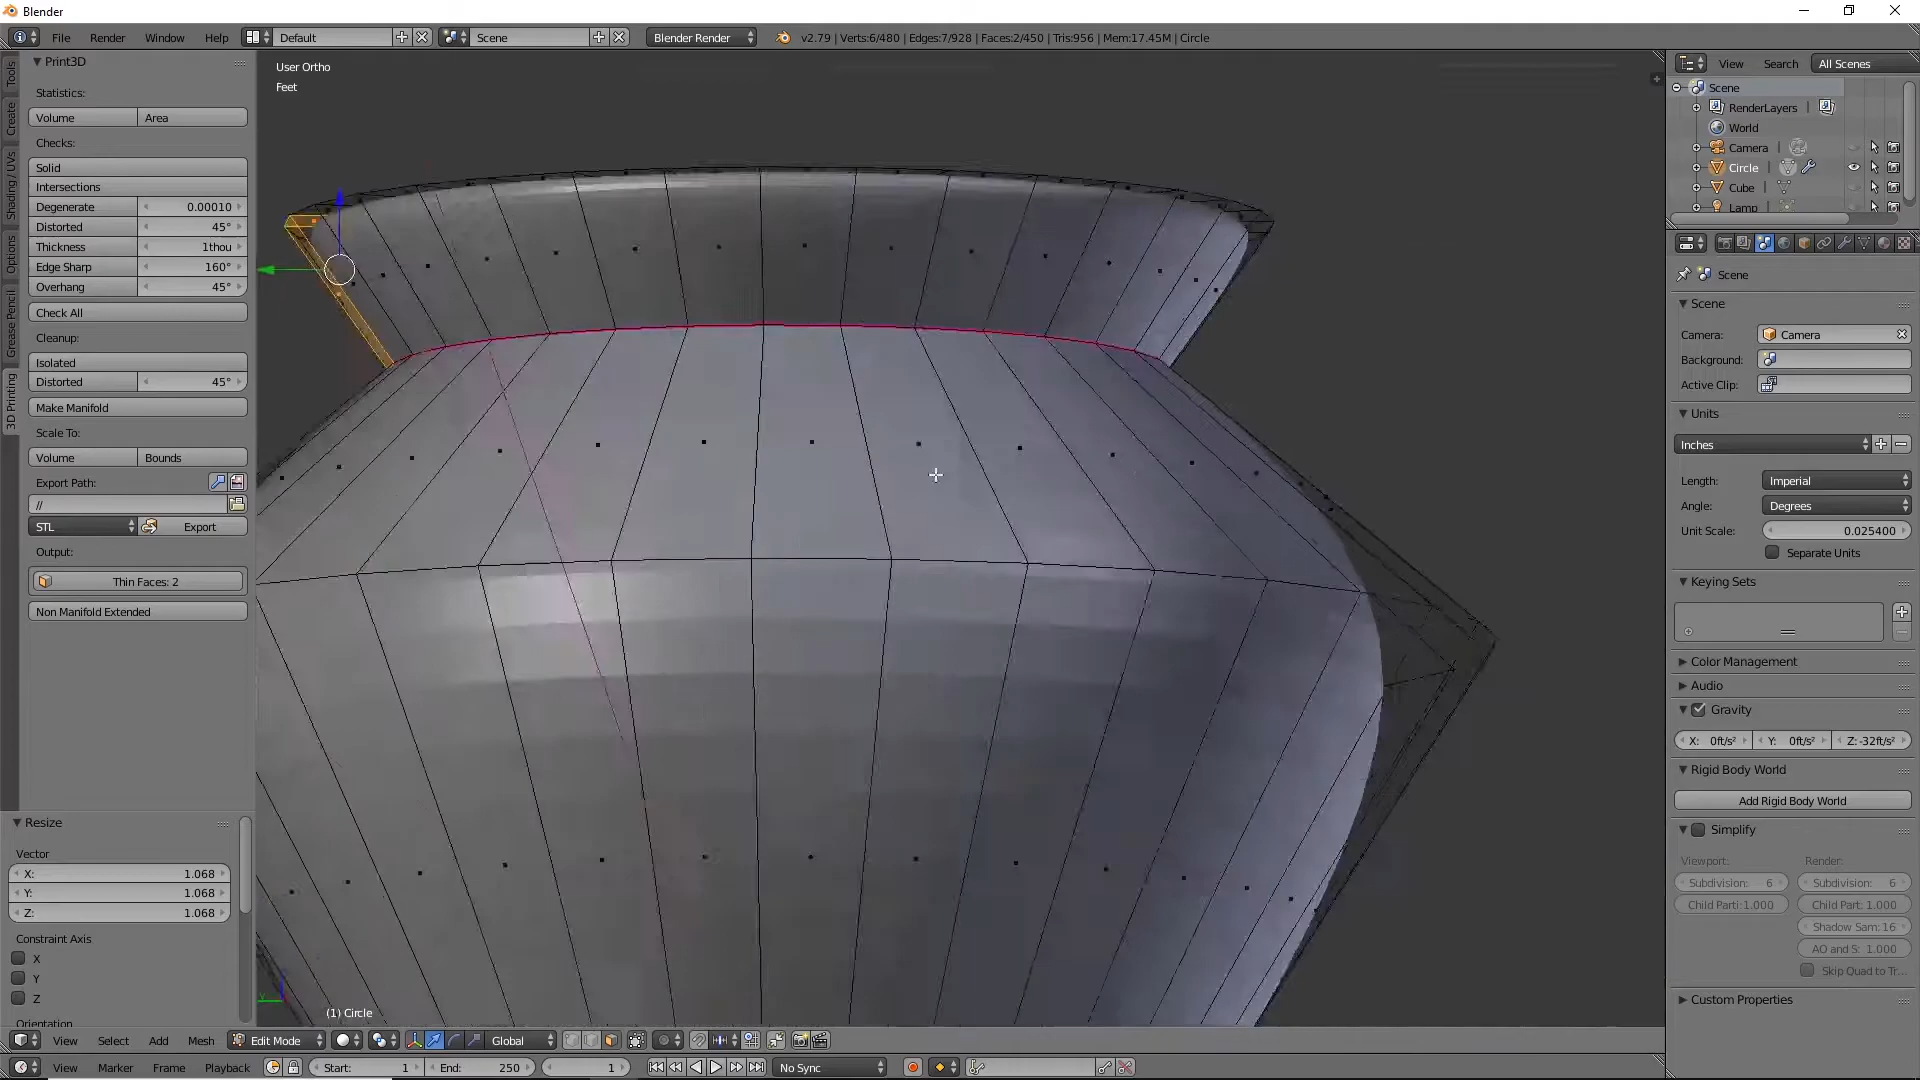 Blender
File Render Window Help Default Scene Blender Render v2.79 | Verts:6/480 | Edges:7/928 | Faces:2/450 | Tris:956 | Mem:17.45M | Circle
Print3D
Statistics:
Volume Area
Checks:
Solid
Intersections
Degenerate 0.00010
Distorted 45°
Thickness 1thou
Edge Sharp 160°
Overhang 45°
Check All
Cleanup:
Isolated
Distorted 45°
Make Manifold
Scale To:
Volume Bounds
Export Path:
//
STL Export
Output:
Thin Faces: 2
Non Manifold Extended
Tools
Create
Shading / UVs
Options
Grease Pencil
3D Printing
Resize
Vector
X: 1.068
Y: 1.068
Z: 1.068
Constraint Axis
X
Y
Z
Orientation
User Ortho
Feet
(1) Circle
View Select Add Mesh Edit Mode Global
View Marker Frame Playback Start: 1 End: 250 1 No Sync
View Search All Scenes
Scene
RenderLayers
World
Camera
Circle
Cube
Lamp
Scene
Scene
Camera: Camera
Background:
Active Clip:
Units
Inches
Length: Imperial
Angle: Degrees
Unit Scale: 0.025400
Separate Units
Keying Sets
Color Management
Audio
Gravity
X: 0ft/s² Y: 0ft/s² Z: -32ft/s²
Rigid Body World
Add Rigid Body World
Simplify
Viewport: Render:
Subdivision: 6 Subdivision: 6
Child Parti:1.000 Child Part: 1.000
Shadow Sam: 16
AO and S: 1.000
Skip Quad to Tr...
Custom Properties